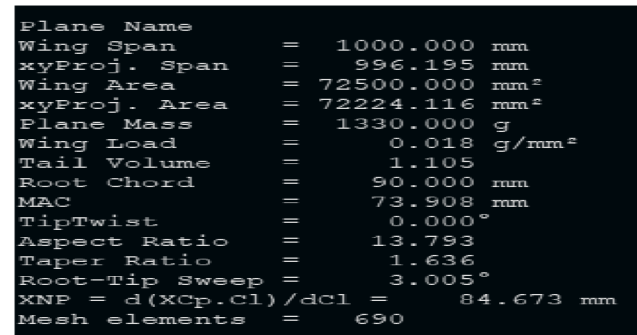 Plane Name
Wing Span = 1000.000 mm
xyProj. Span = 996.195 mm
Wing Area = 72500.000 mm²
xyProj. Area = 72224.116 mm²
Plane Mass = 1330.000 g
Wing Load = 0.018 g/mm²
Tail Volume = 1.105
Root Chord = 90.000 mm
MAC = 73.908 mm
TipTwist = 0.000°
Aspect Ratio = 13.793
Taper Ratio = 1.636
Root-Tip Sweep = 3.005°
XNP = d(XCp.Cl)/dCl = 84.673 mm
Mesh elements = 690